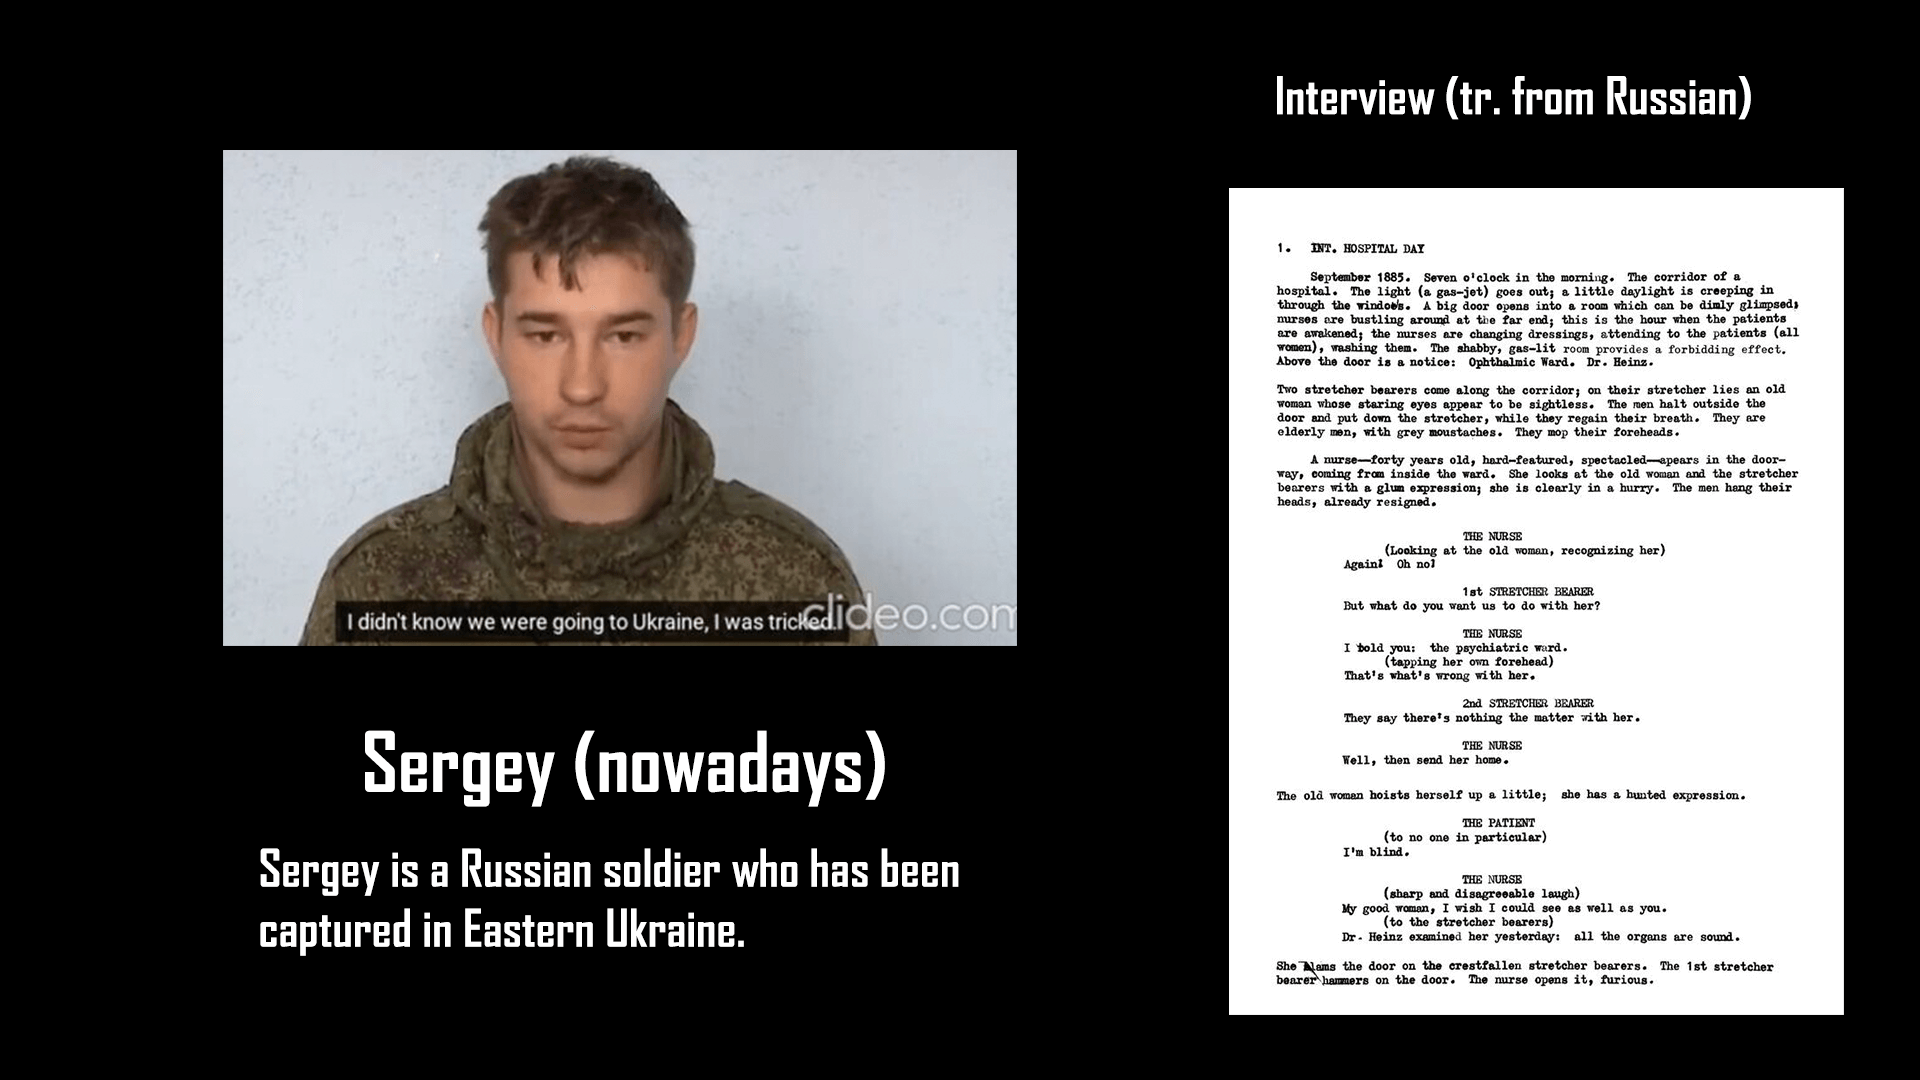 Interview (tr. from Russian)
I didn't know we were going to Ukraine, I was tricked.
clideo.com
Sergey (nowadays)
Sergey is a Russian soldier who has been
captured in Eastern Ukraine.
1. INT. HOSPITAL DAY
September 1885. Seven o'clock in the morning. The corridor of a
hospital. The light (a gas-jet) goes out; a little daylight is creeping in
through the windows. A big door opens into a room which can be dimly glimpsed;
nurses are bustling around at the far end; this is the hour when the patients
are awakened; the nurses are changing dressings, attending to the patients (all
women), washing them. The shabby, gas-lit room provides a forbidding effect.
Above the door is a notice: Ophthalmic Ward. Dr. Heinz.
Two stretcher bearers come along the corridor; on their stretcher lies an old
woman whose staring eyes appear to be sightless. The men halt outside the
door and put down the stretcher, while they regain their breath. They are
elderly men, with grey moustaches. They mop their foreheads.
A nurse—forty years old, hard-featured, spectacled—apears in the door-
way, coming from inside the ward. She looks at the old woman and the stretcher
bearers with a glum expression; she is clearly in a hurry. The men hang their
heads, already resigned.
THE NURSE
(Looking at the old woman, recognizing her)
Again! Oh no!
1st STRETCHER BEARER
But what do you want us to do with her?
THE NURSE
I told you: the psychiatric ward.
(tapping her own forehead)
That's what's wrong with her.
2nd STRETCHER BEARER
They say there's nothing the matter with her.
THE NURSE
Well, then send her home.
The old woman hoists herself up a little; she has a hunted expression.
THE PATIENT
(to no one in particular)
I'm blind.
THE NURSE
(sharp and disagreeable laugh)
My good woman, I wish I could see as well as you.
(to the stretcher bearers)
Dr. Heinz examined her yesterday: all the organs are sound.
She slams the door on the crestfallen stretcher bearers. The 1st stretcher
bearer hammers on the door. The nurse opens it, furious.